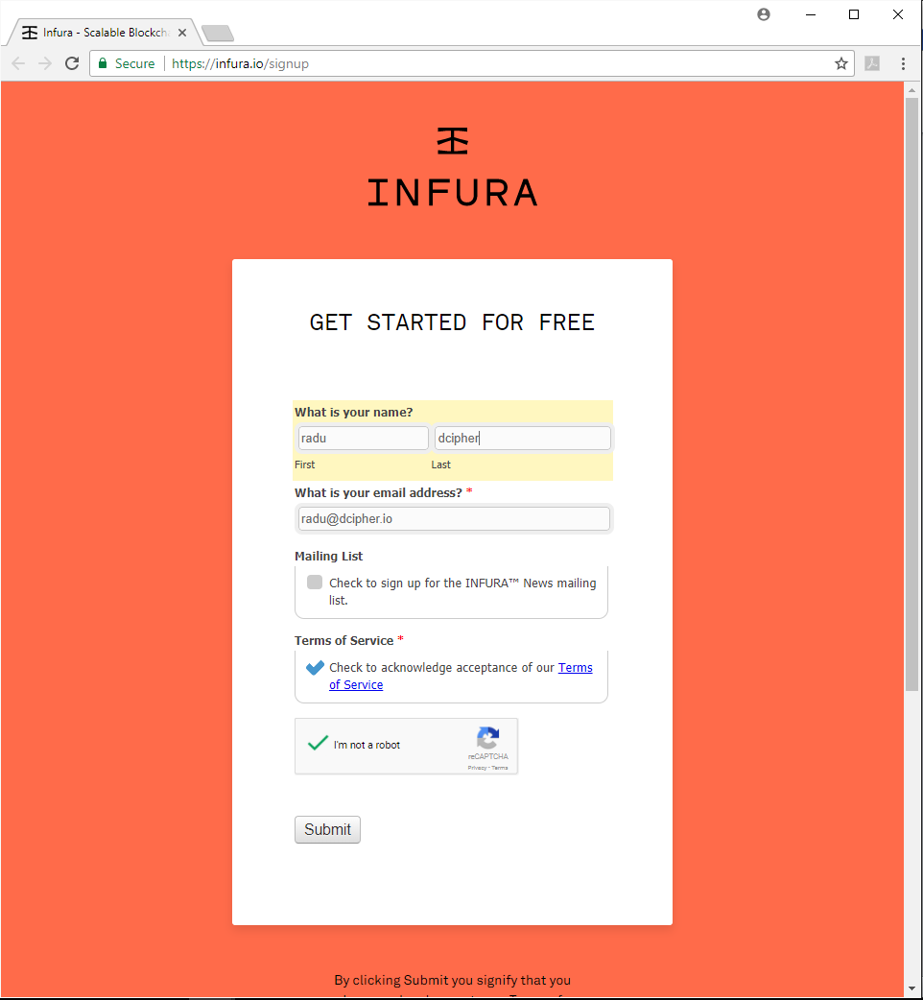 Infura - Scalable Blockch
Secure https://infura.io/signup
INFURA
GET STARTED FOR FREE
What is your name?
radu dcipher
First Last
What is your email address? *
radu@dcipher.io
Mailing List
Check to sign up for the INFURA™ News mailing
list.
Terms of Service *
Check to acknowledge acceptance of our Terms
of Service
I'm not a robot
reCAPTCHA
Privacy - Terms
Submit
By clicking Submit you signify that you